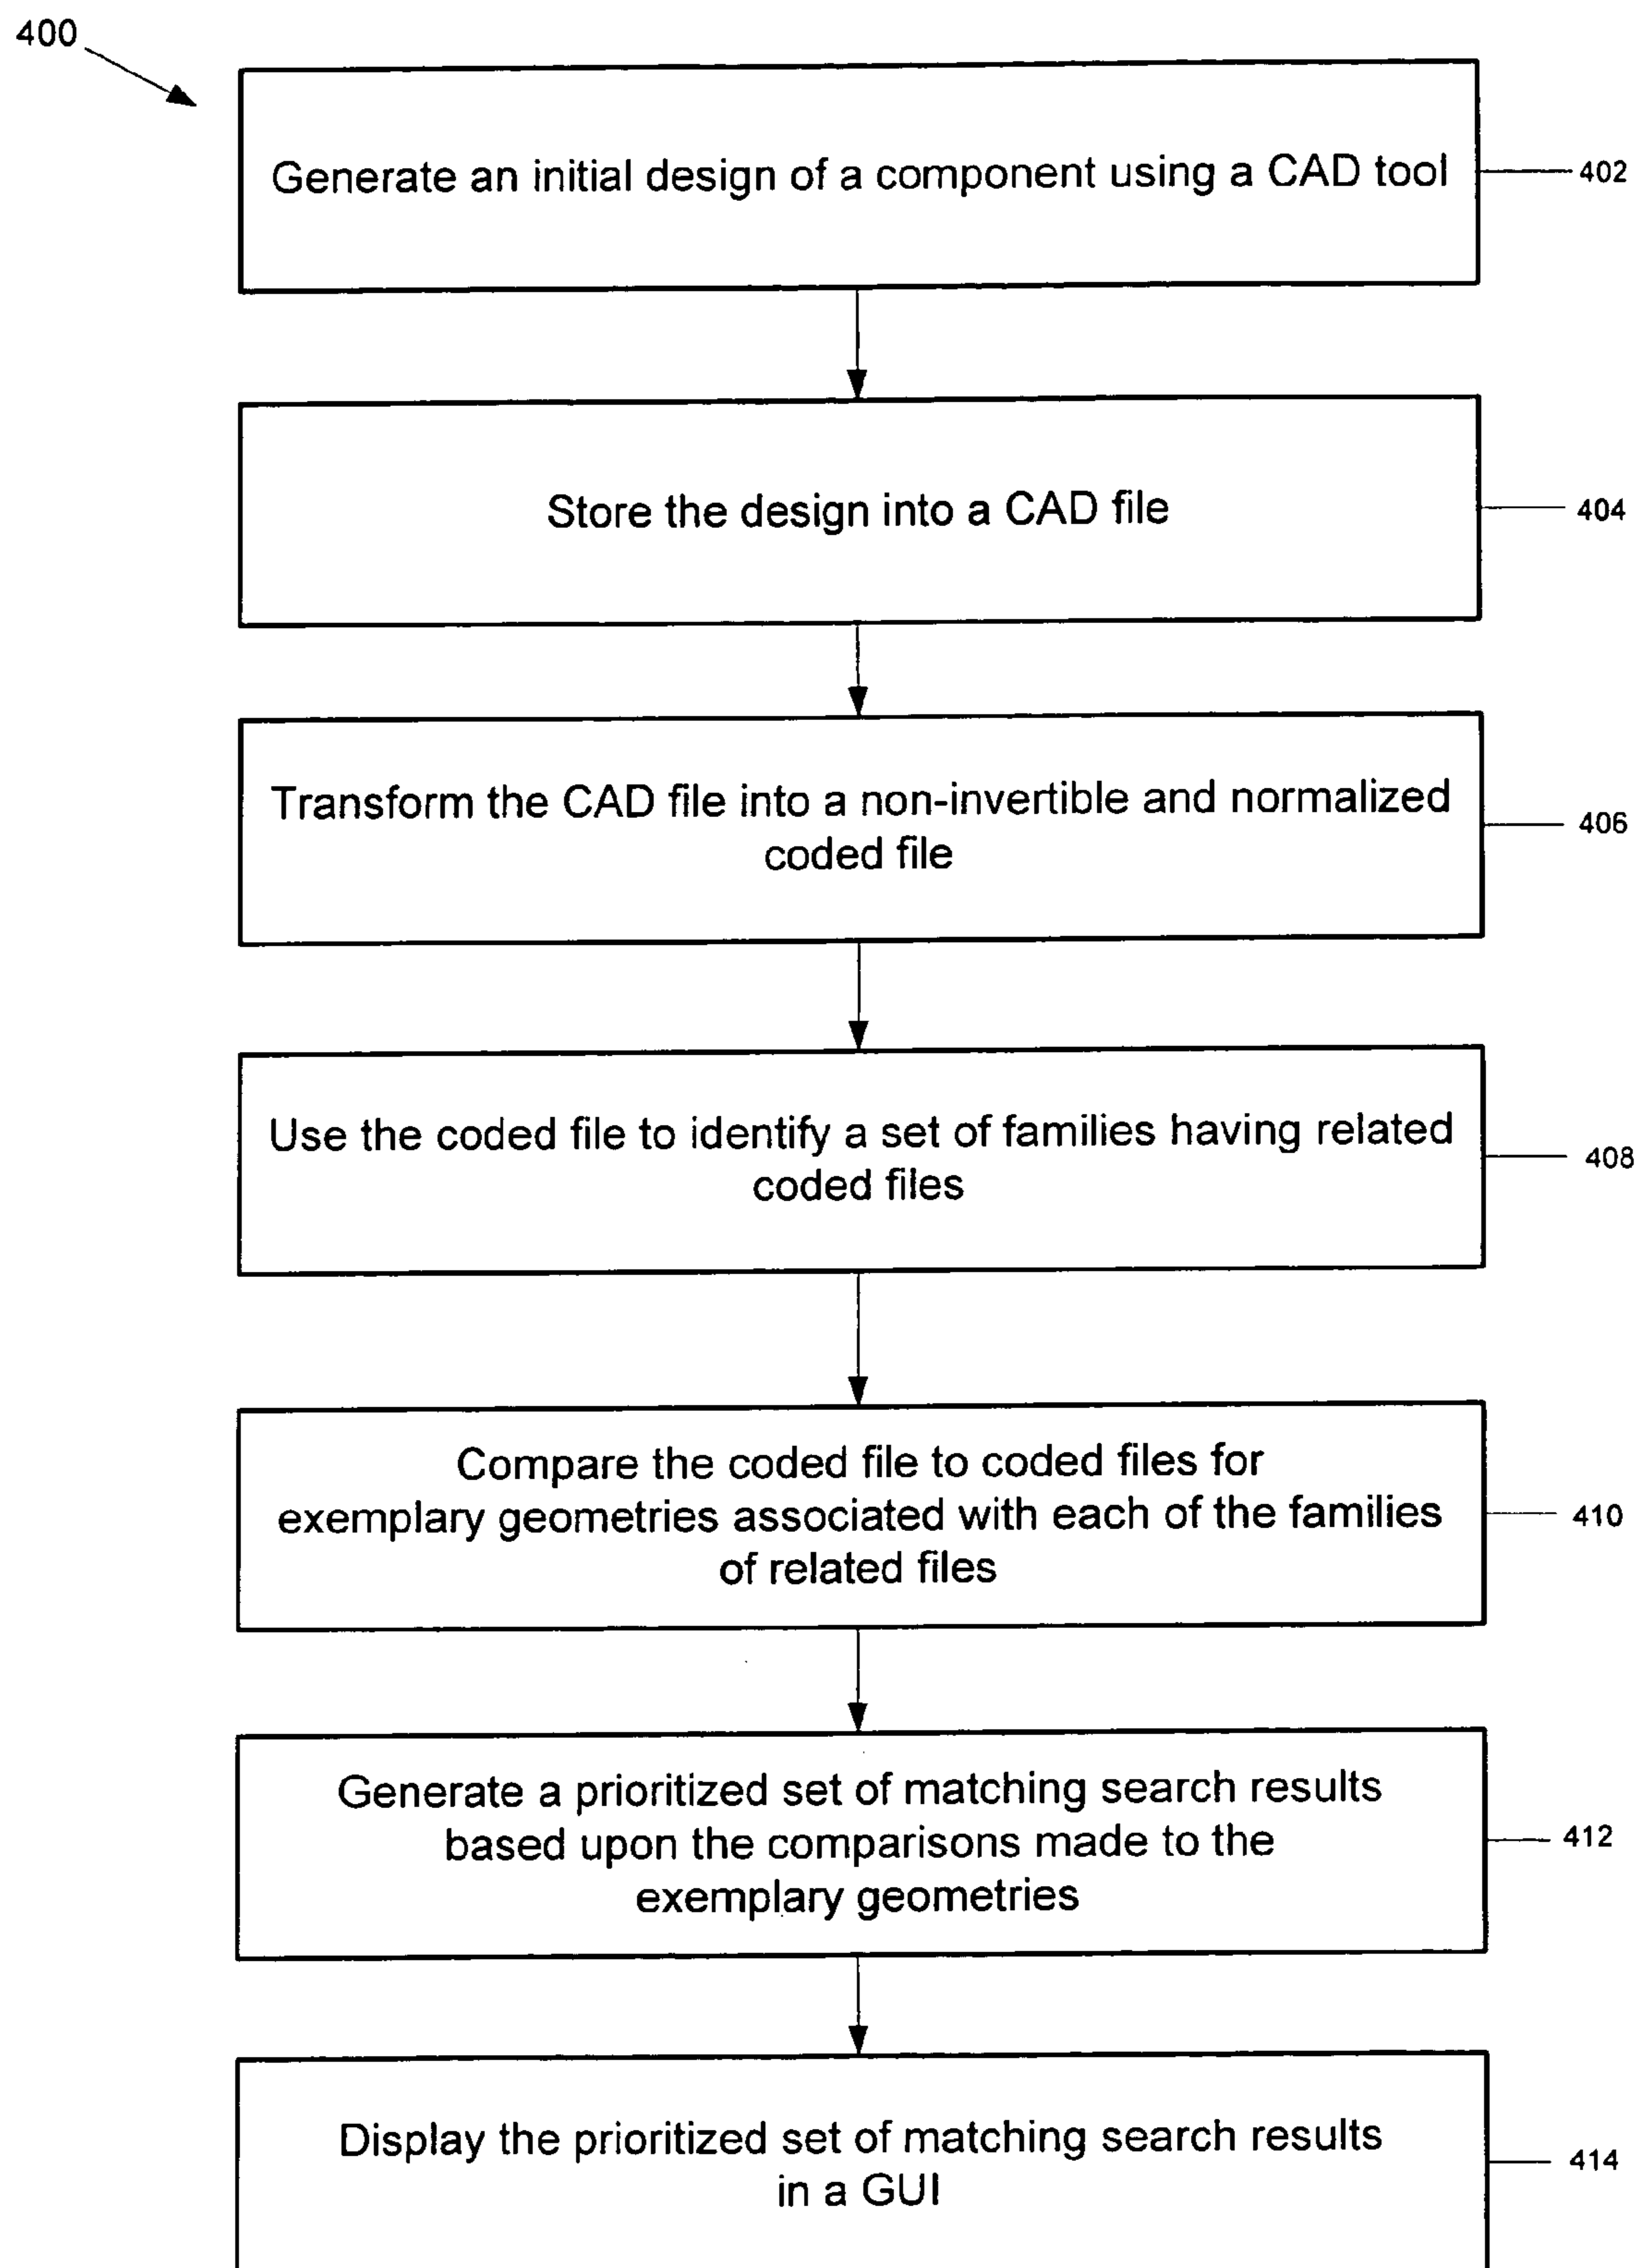 400
Generate an initial design of a component using a CAD tool
402
Store the design into a CAD file
404
Transform the CAD file into a non-invertible and normalized
coded file
406
Use the coded file to identify a set of families having related
coded files
408
Compare the coded file to coded files for
exemplary geometries associated with each of the families
of related files
410
Generate a prioritized set of matching search results
based upon the comparisons made to the
exemplary geometries
412
Display the prioritized set of matching search results
in a GUI
414